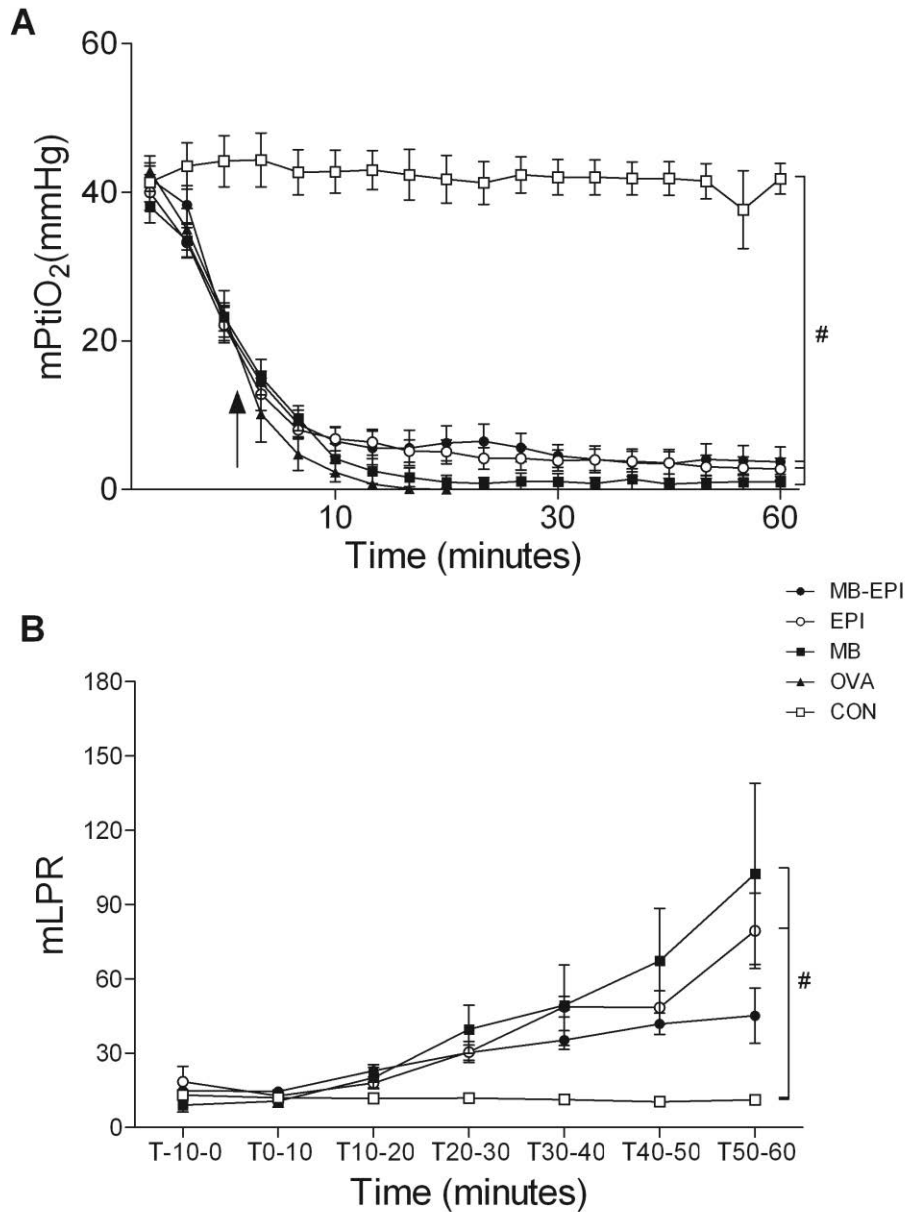 A
60
40
20
0
mPtiO₂(mmHg)
#
10 30 60
Time (minutes)
MB-EPI
EPI
MB
OVA
CON
B
180
150
120
90
60
30
0
mLPR
#
T-10-0 T0-10 T10-20 T20-30 T30-40 T40-50 T50-60
Time (minutes)